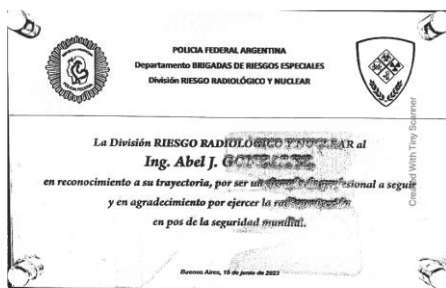 POLICIA FEDERAL ARGENTINA
Departamento BRIGADAS DE RIESGOS ESPECIALES
División RIESGO RADIOLÓGICO Y NUCLEAR
La División RIESGO RADIOLÓGICO Y NUCLEAR al
Ing. Abel J. GONZALEZ
en reconocimiento a su trayectoria, por ser un profesional a seguir
y en agradecimiento por ejercer la
en pos de la seguridad mundial.
Buenos Aires, 15 de junio de 2023
Created With Tiny Scanner